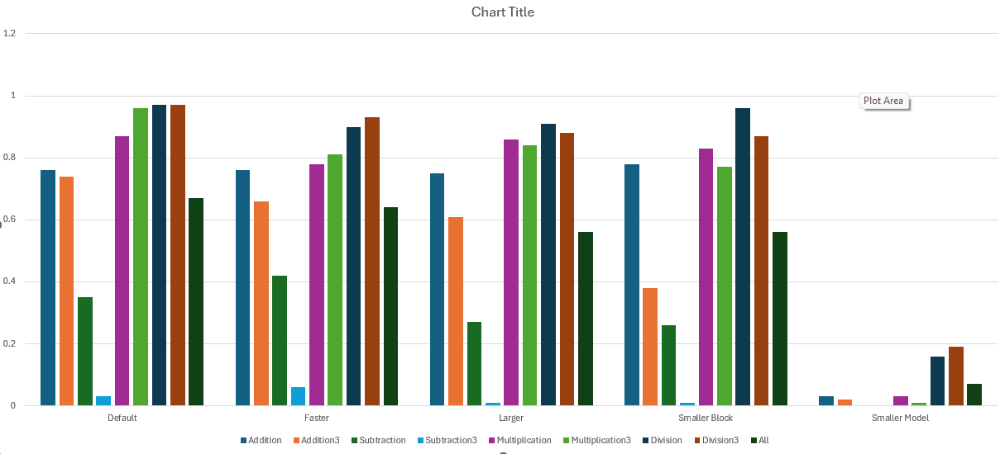 Chart Title
1.2
1
Plot Area
0.8
0.6
0.4
0.2
0
Default Faster Larger Smaller Block Smaller Model
Addition Addition3 Subtraction Subtraction3 Multiplication Multiplication3 Division Division3 All